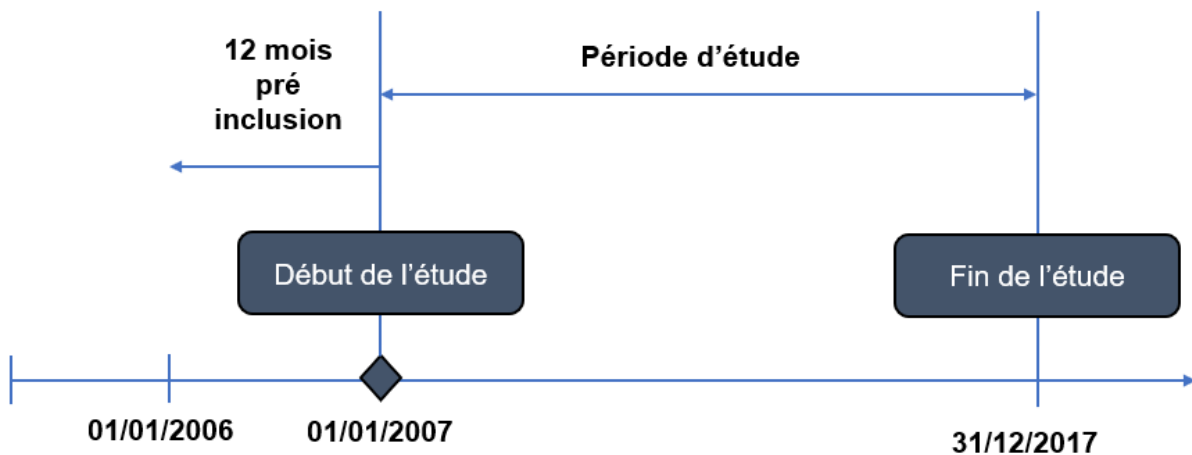 12 mois
pré
inclusion
Période d’étude
Début de l’étude
Fin de l’étude
01/01/2006
01/01/2007
31/12/2017